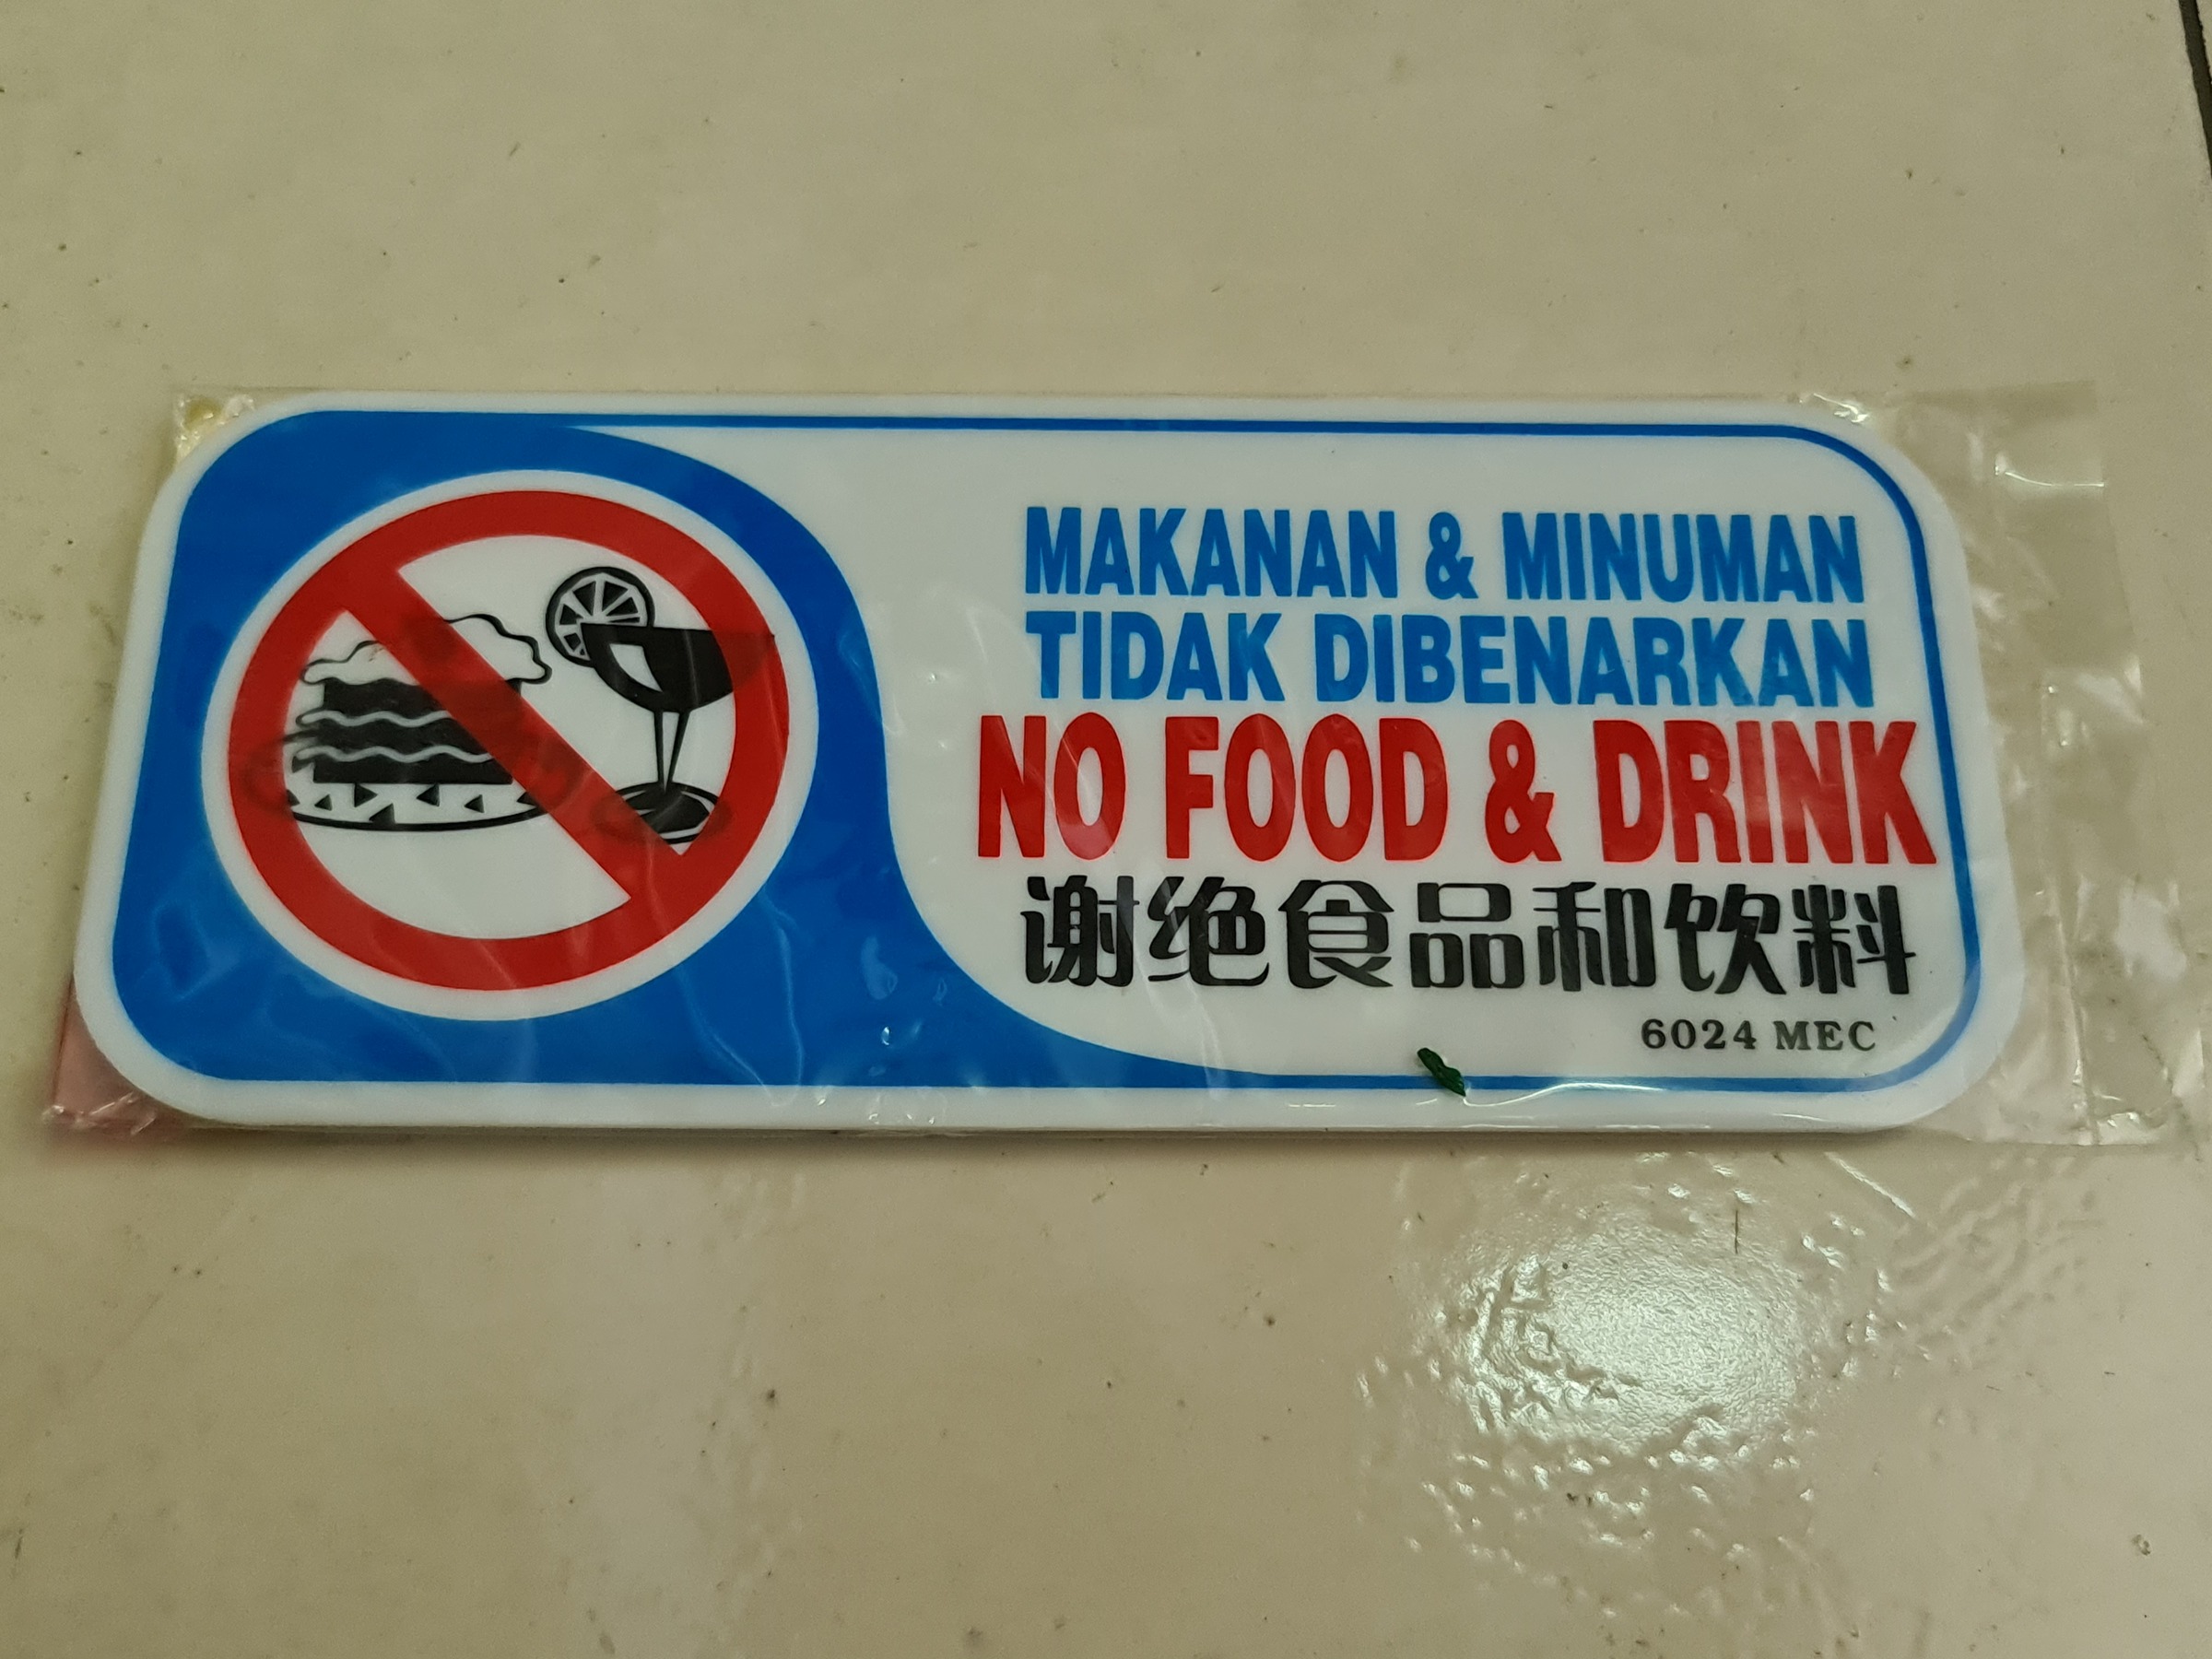 MAKANAN & MINUMAN
TIDAK DIBENARKAN
NO FOOD & DRINK
谢绝食品和饮料
6024 MEC